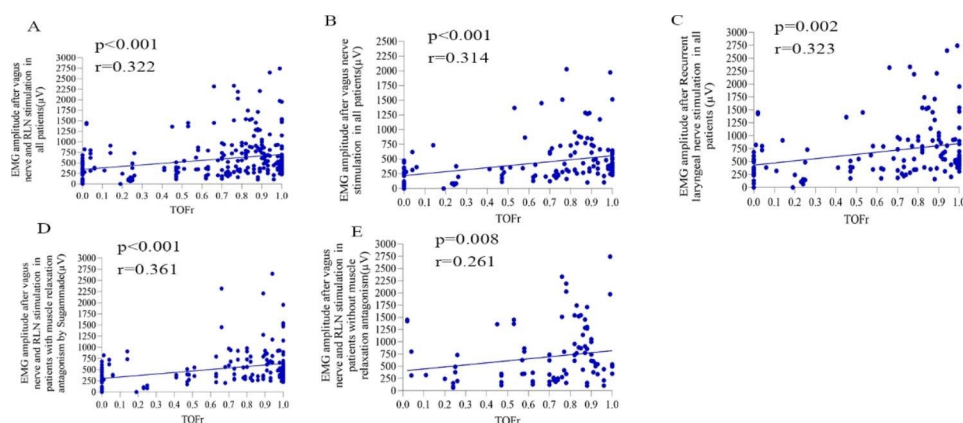 A
p<0.001
r=0.322
EMG amplitude after vagus
nerve and RLN stimulation in
all patients(μV)
3000
2750
2500
2250
2000
1750
1500
1250
1000
750
500
250
0
0.0 0.1 0.2 0.3 0.4 0.5 0.6 0.7 0.8 0.9 1.0
TOFr
B
p<0.001
r=0.314
EMG amplitude after vagus nerve
stimulation in all patients(μV)
2500
2250
2000
1750
1500
1250
1000
750
500
250
0
0.0 0.1 0.2 0.3 0.4 0.5 0.6 0.7 0.8 0.9 1.0
TOFr
C
p=0.002
r=0.323
EMG amplitude after Recurrent
laryngeal nerve stimulation in all
patients (μV)
3000
2750
2500
2250
2000
1750
1500
1250
1000
750
500
250
0
0.0 0.1 0.2 0.3 0.4 0.5 0.6 0.7 0.8 0.9 1.0
TOFr
D
p<0.001
r=0.361
EMG amplitude after vagus
nerve and RLN stimulation in
patients with muscle relaxation
antagonism by Sugammade(μV)
3000
2750
2500
2250
2000
1750
1500
1250
1000
750
500
250
0
0.0 0.1 0.2 0.3 0.4 0.5 0.6 0.7 0.8 0.9 1.0
TOFr
E
p=0.008
r=0.261
EMG amplitude after vagus
nerve and RLN stimulation in
patients without muscle
relaxation antagonism(μV)
3000
2750
2500
2250
2000
1750
1500
1250
1000
750
500
250
0
0.0 0.1 0.2 0.3 0.4 0.5 0.6 0.7 0.8 0.9 1.0
TOFr